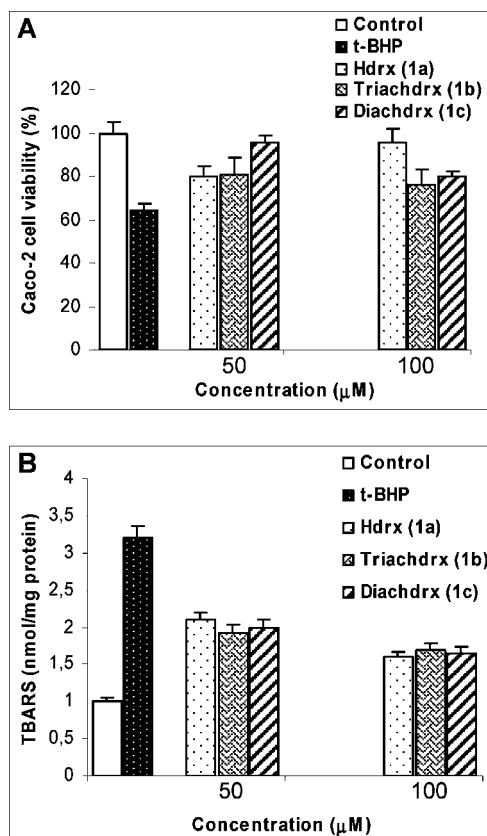 A
Control
t-BHP
Hdrx (1a)
Triachdrx (1b)
Diachdrx (1c)
Caco-2 cell viability (%)
120
100
80
60
40
20
0
50
100
Concentration (μM)
B
Control
t-BHP
Hdrx (1a)
Triachdrx (1b)
Diachdrx (1c)
TBARS (nmol/mg protein)
4
3,5
3
2,5
2
1,5
1
0,5
0
50
100
Concentration (μM)